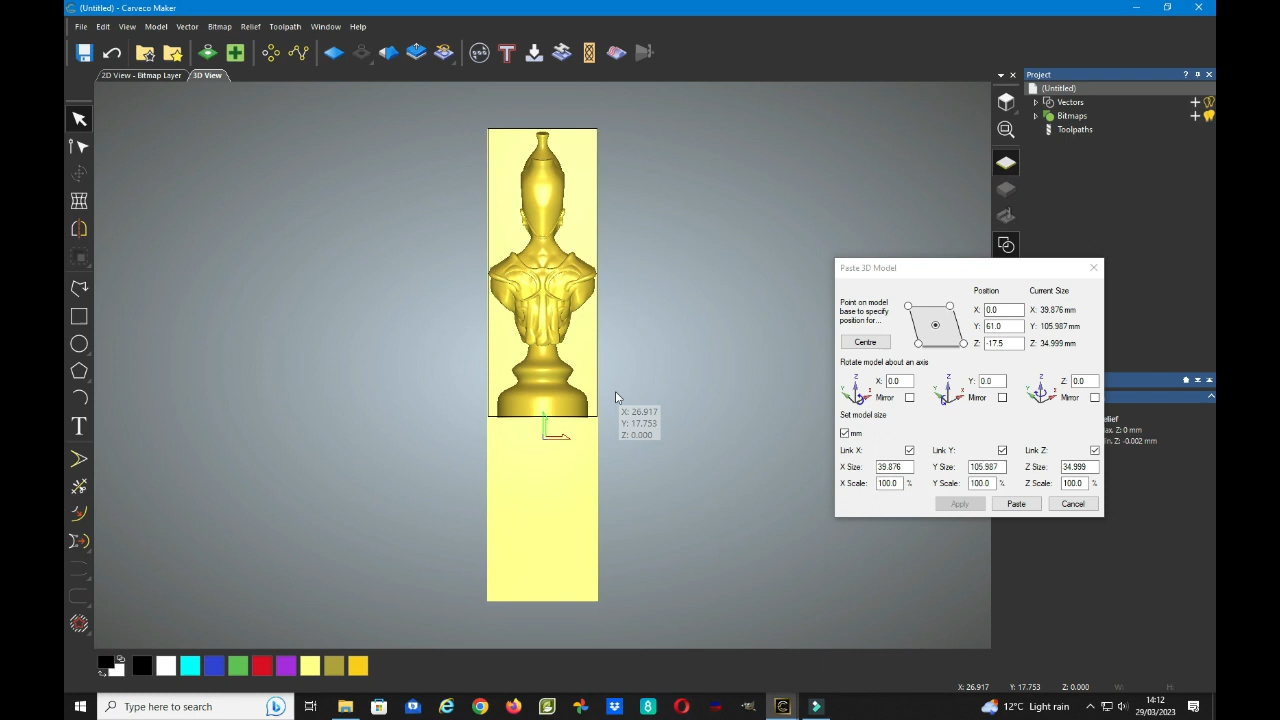 (Untitled) - Carveco Maker
File Edit View Model Vector Bitmap Relief Toolpath Window Help
2D View - Bitmap Layer 3D View
Project
(Untitled)
Vectors
Bitmaps
Toolpaths
Paste 3D Model
Point on model
base to specify
position for...
Centre
Position Current Size
X: 0.0 X: 39.876 mm
Y: 61.0 Y: 105.987 mm
Z: -17.5 Z: 34.999 mm
Rotate model about an axis
X: 0.0 Y: 0.0 Z: 0.0
Mirror Mirror Mirror
Set model size
mm
Link X: Link Y: Link Z:
X Size: 39.876 Y Size: 105.987 Z Size: 34.999
X Scale: 100.0 % Y Scale: 100.0 % Z Scale: 100.0 %
Apply Paste Cancel
elief
ax. Z: 0 mm
in. Z: -0.002 mm
X: 26.917
Y: 17.753
Z: 0.000
X: 26.917 Y: 17.753 Z: 0.000 W: H:
Type here to search
12°C Light rain
14:12
29/03/2023